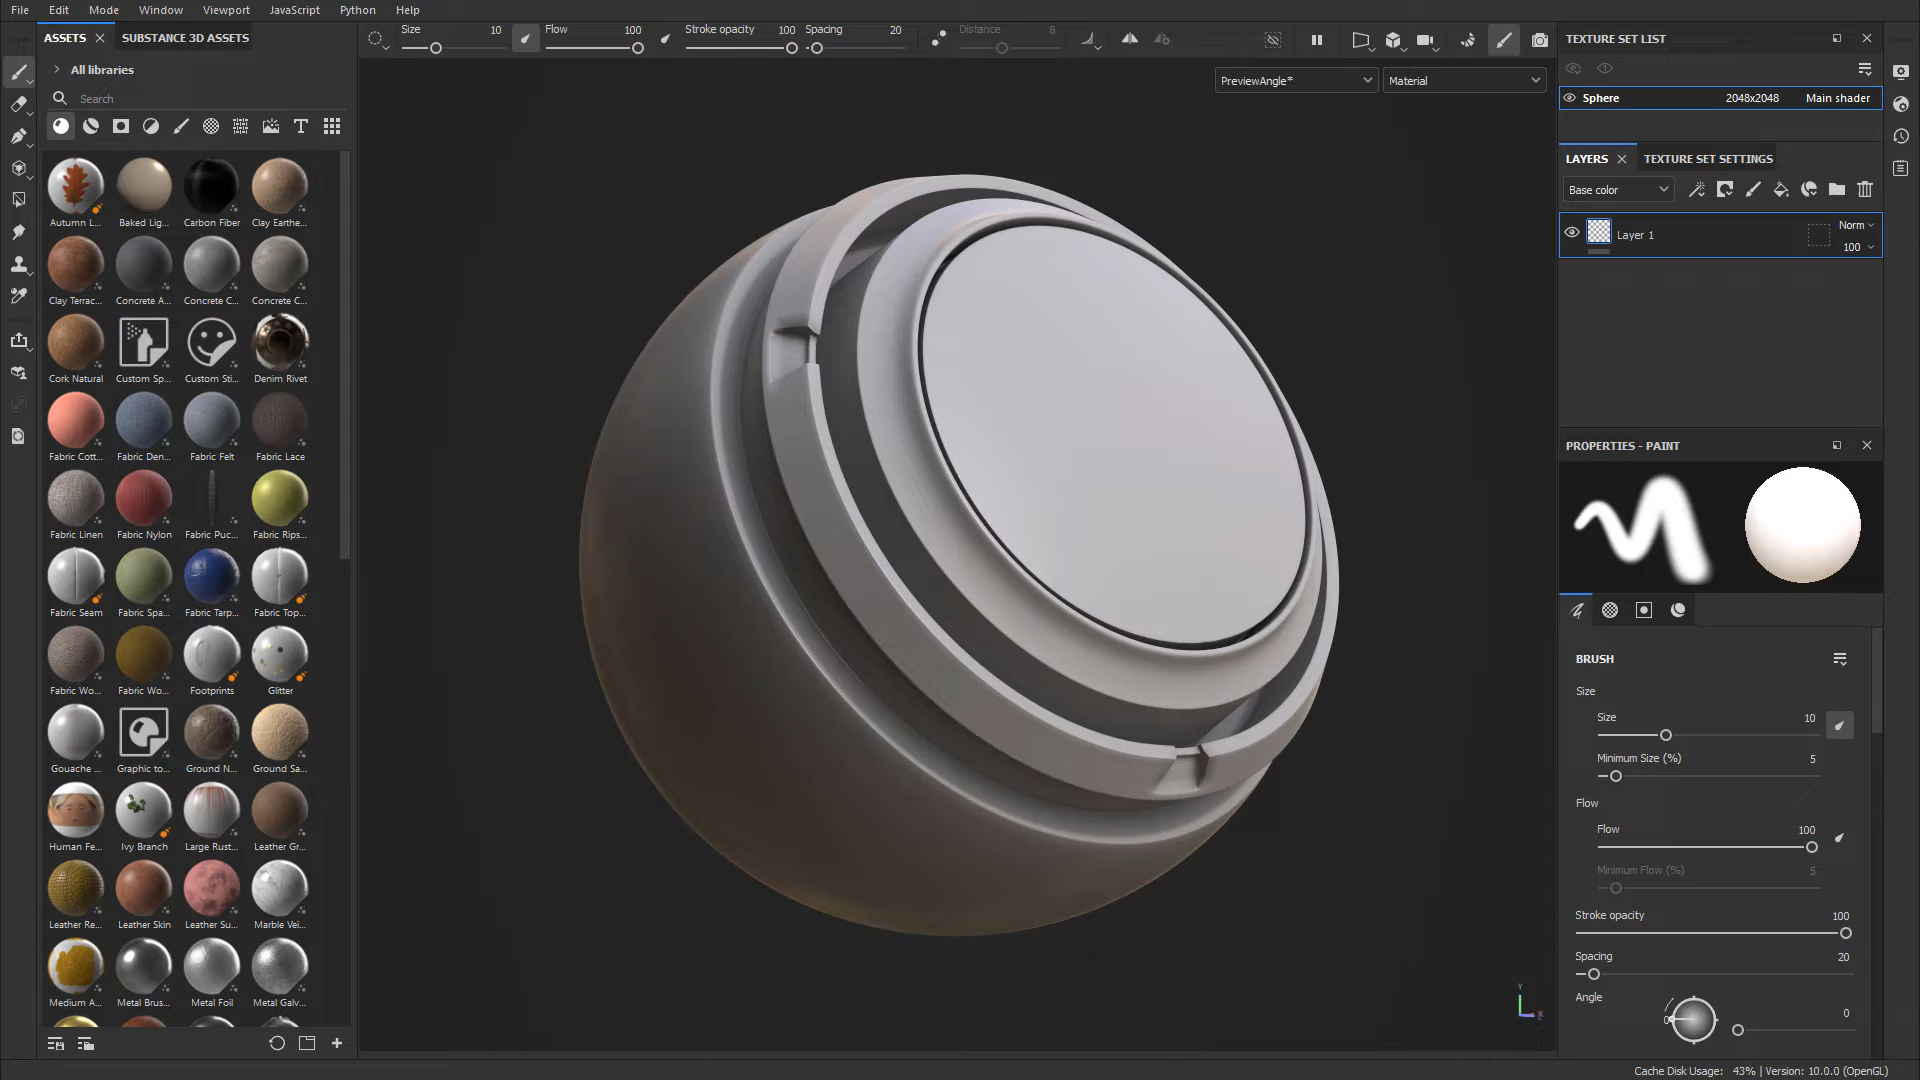 File Edit Mode Window Viewport JavaScript Python Help
ASSETS SUBSTANCE 3D ASSETS
Size 10 Flow 100 Stroke opacity 100 Spacing 20 Distance 8
All libraries
Search
PreviewAngle* Material
Autumn L... Baked Lig... Carbon Fiber Clay Earthe...
Clay Terrac... Concrete A... Concrete C... Concrete C...
Cork Natural Custom Sp... Custom Sti... Denim Rivet
Fabric Cott... Fabric Den... Fabric Felt Fabric Lace
Fabric Linen Fabric Nylon Fabric Puc... Fabric Rips...
Fabric Seam Fabric Spa... Fabric Tarp... Fabric Top...
Fabric Wo... Fabric Wo... Footprints Glitter
Gouache ... Graphic to... Ground N... Ground Sa...
Human Fe... Ivy Branch Large Rust... Leather Gr...
Leather Re... Leather Skin Leather Su... Marble Vei...
Medium A... Metal Brus... Metal Foil Metal Galv...
Y
X
TEXTURE SET LIST
Sphere 2048x2048 Main shader
LAYERS TEXTURE SET SETTINGS
Base color
Layer 1 Norm
100
PROPERTIES - PAINT
BRUSH
Size
Size 10
Minimum Size (%) 5
Flow
Flow 100
Minimum Flow (%) 5
Stroke opacity 100
Spacing 20
Angle
0 0
Cache Disk Usage: 43% | Version: 10.0.0 (OpenGL)